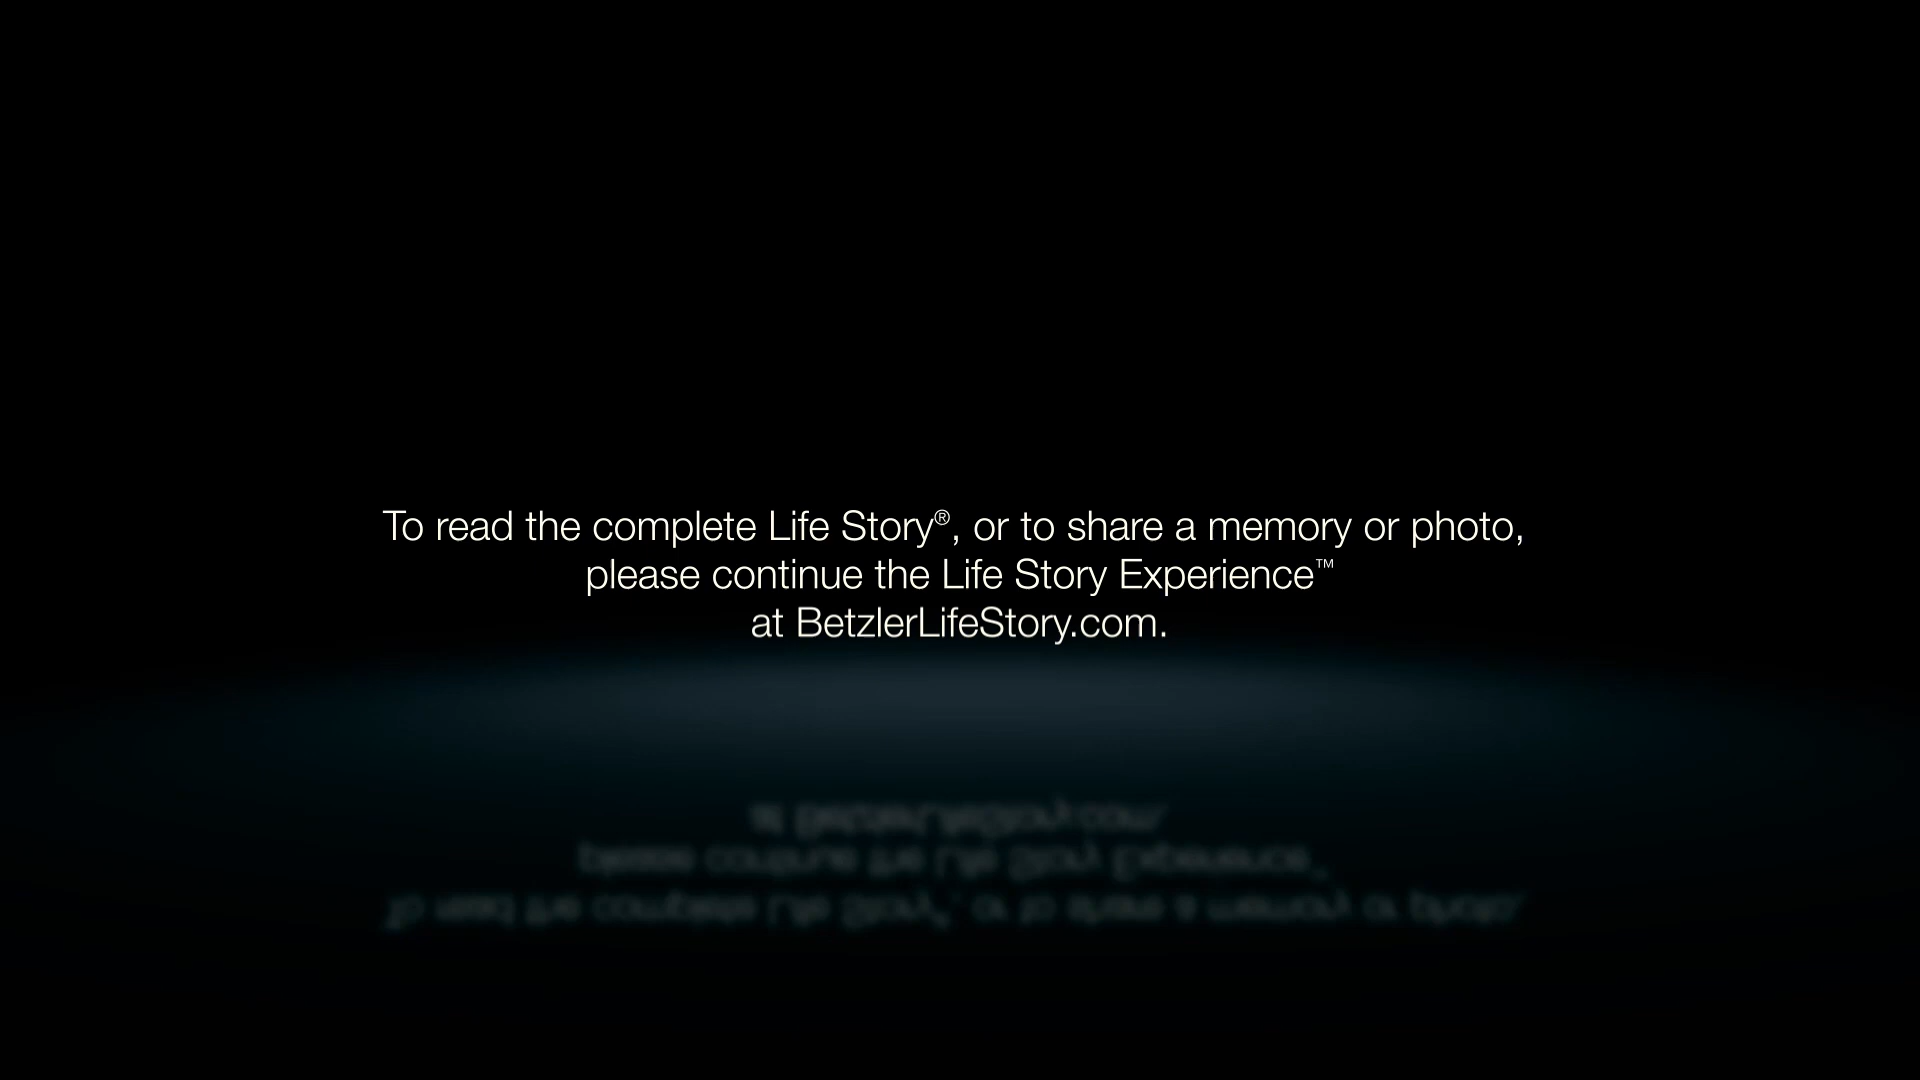 To read the complete Life Story®, or to share a memory or photo,
please continue the Life Story Experience™
at BetzlerLifeStory.com.